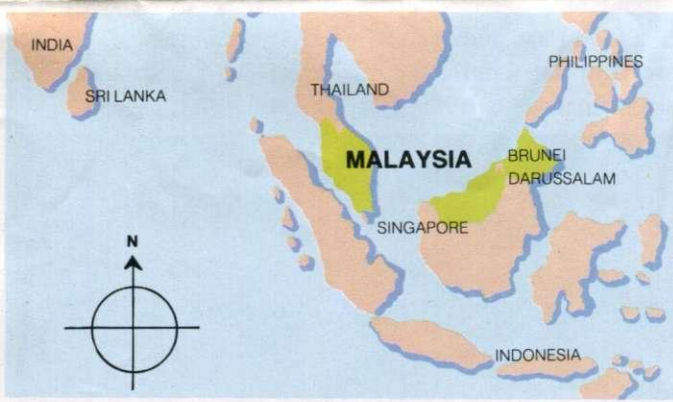 INDIA
PHILIPPINES
SRI LANKA
THAILAND
MALAYSIA
BRUNEI
DARUSSALAM
SINGAPORE
N
INDONESIA